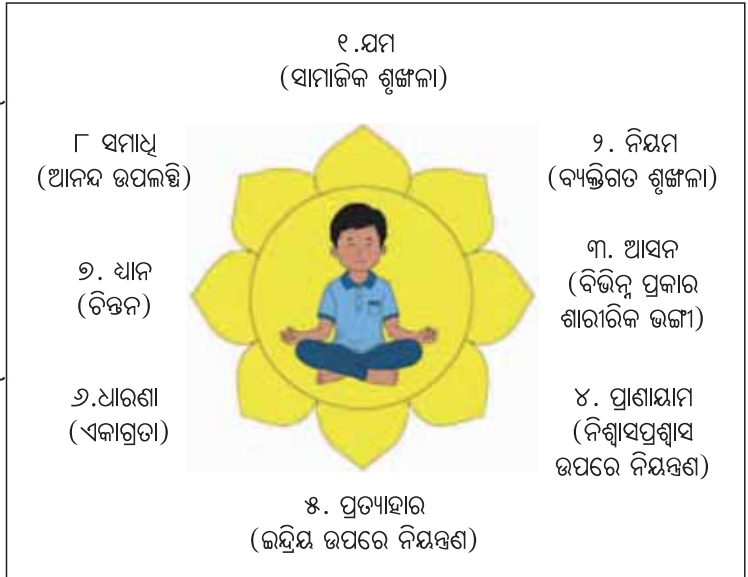 ୧.ଯମ
(ସାମାଜିକ ଶୃଙ୍ଖଳା)
୨. ନିୟମ
(ବ୍ୟକ୍ତିଗତ ଶୃଙ୍ଖଳା)
୩. ଆସନ
(ବିଭିନ୍ନ ପ୍ରକାର
ଶାରୀରିକ ଭଙ୍ଗୀ)
୪. ପ୍ରାଣାୟାମ
(ନିଶ୍ୱାସପ୍ରଶ୍ୱାସ
ଉପରେ ନିୟନ୍ତ୍ରଣ)
୫. ପ୍ରତ୍ୟାହାର
(ଇନ୍ଦ୍ରିୟ ଉପରେ ନିୟନ୍ତ୍ରଣ)
୬.ଧାରଣା
(ଏକାଗ୍ରତା)
୭. ଧ୍ୟାନ
(ଚିନ୍ତନ)
୮ ସମାଧି
(ଆନନ୍ଦ ଉପଲବ୍ଧି)